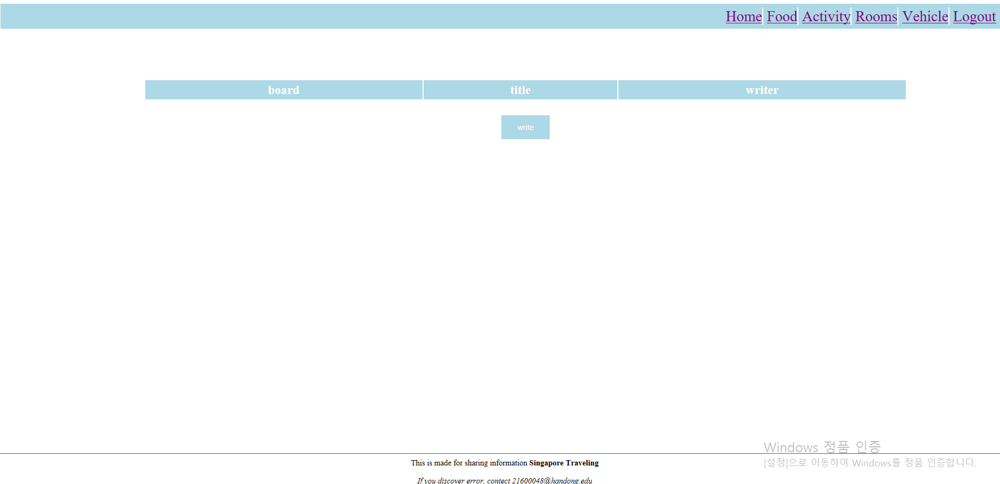 Home Food Activity Rooms Vehicle Logout
board title writer
write
Windows 정품 인증
[설정]으로 이동하여 Windows를 정품 인증합니다.
This is made for sharing information Singapore Traveling
If you discover error, contect 21600048@handong.edu